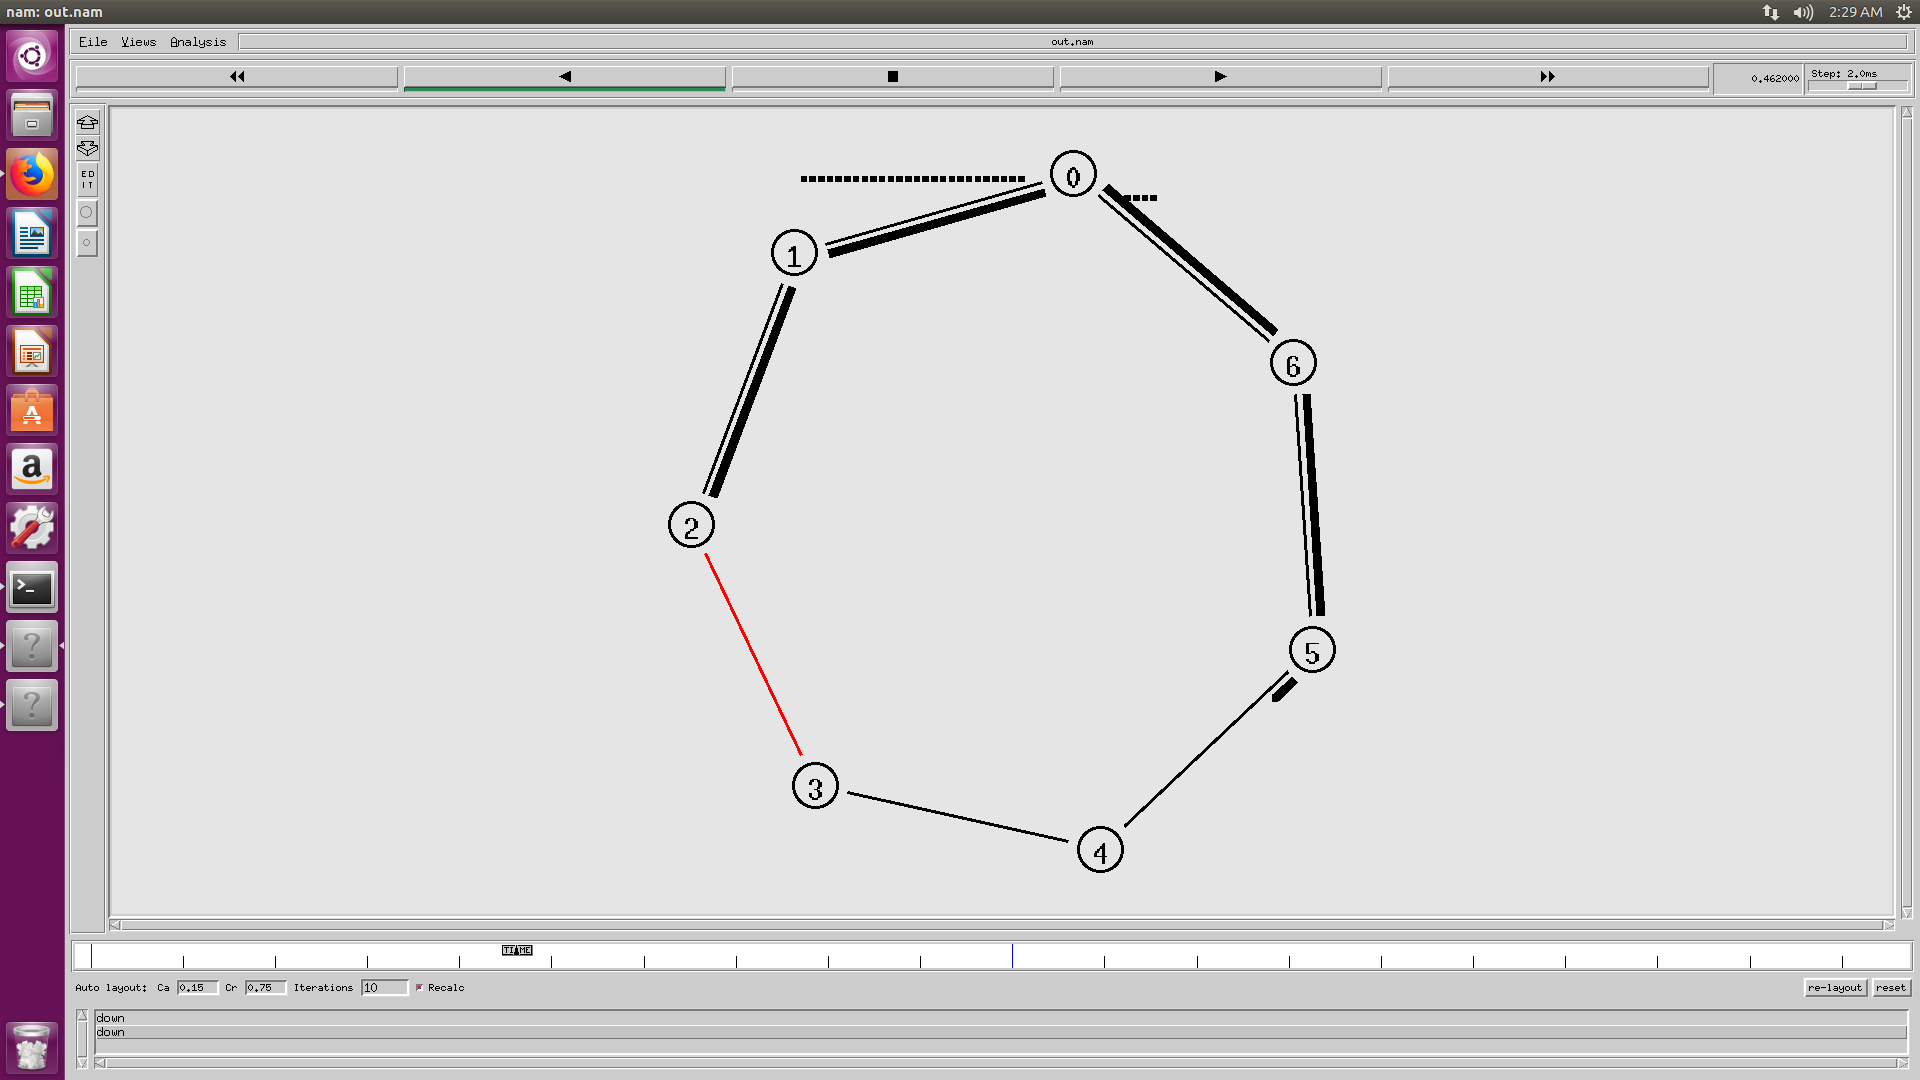 nam: out.nam
2:29 AM
File Views Analysis
out.nam
0.462000
Step: 2.0ms
ED
IT
0
1
6
2
5
3
4
TIME
Auto layout: Ca 0.15 Cr 0.75 Iterations 10 Recalc
re-layout reset
down
down